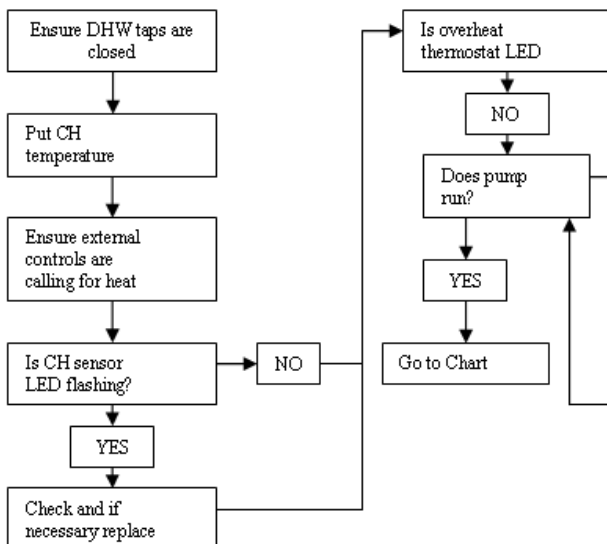 Ensure DHW taps are
closed
Put CH
temperature
Ensure external
controls are
calling for heat
Is CH sensor
LED flashing?
NO
YES
Check and if
necessary replace
Is overheat
thermostat LED
NO
Does pump
run?
YES
Go to Chart